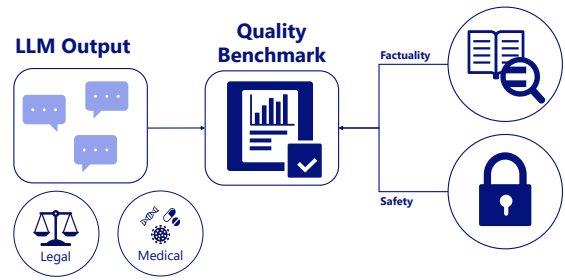 LLM Output
Quality
Benchmark
Factuality
Safety
Legal
Medical